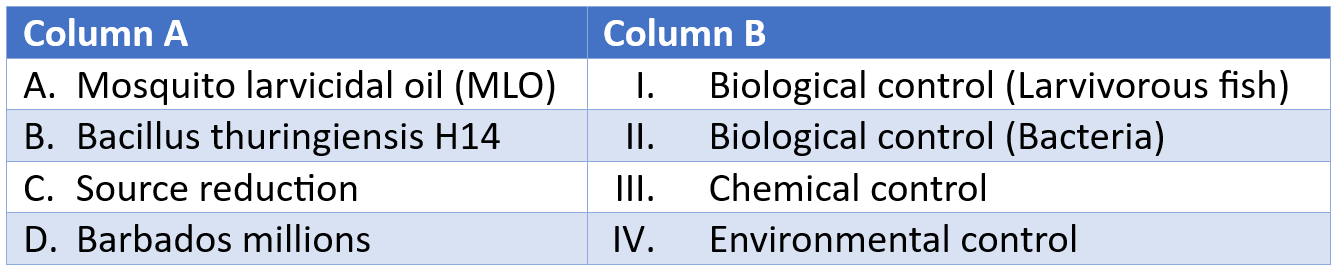 Column A Column B
A. Mosquito larvicidal oil (MLO) I. Biological control (Larvivorous fish)
B. Bacillus thuringiensis H14 II. Biological control (Bacteria)
C. Source reduction III. Chemical control
D. Barbados millions IV. Environmental control